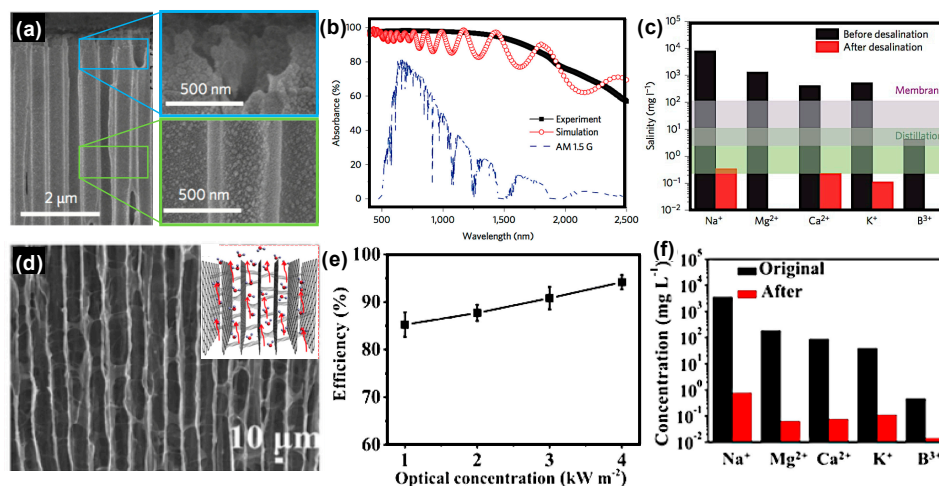 (a)
500 nm
500 nm
2 μm
(b)
Absorbance (%)
100
80
60
40
20
0
Experiment
Simulation
AM 1.5 G
500
1,000
1,500
2,000
2,500
Wavelength (nm)
(c)
Before desalination
After desalination
Salinity (mg l⁻¹)
10⁵
10⁴
10³
10²
10¹
10⁰
10⁻¹
10⁻²
Membran
Distillation
Na⁺
Mg²⁺
Ca²⁺
K⁺
B³⁺
(d)
10 μm
(e)
Efficiency (%)
100
90
80
70
60
1
2
3
4
Optical concentration (kW m⁻²)
(f)
Original
After
Concentration (mg L⁻¹)
10⁵
10⁴
10³
10²
10¹
10⁰
10⁻¹
10⁻²
Na⁺
Mg²⁺
Ca²⁺
K⁺
B³⁺